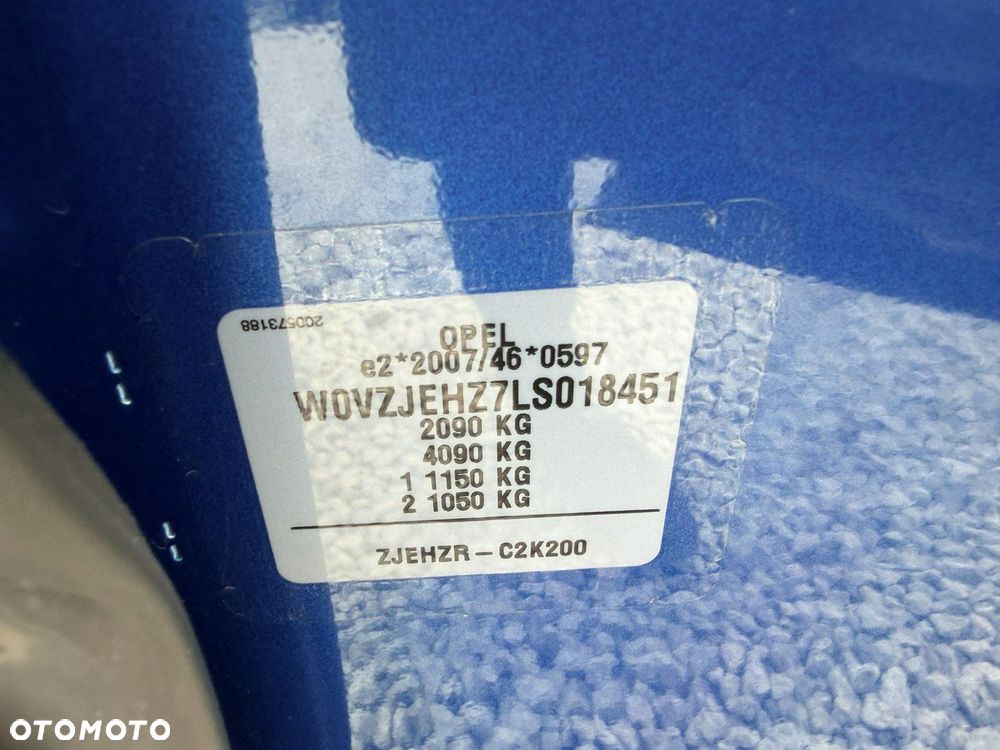 200573188
OPEL
e2*2007/46*0597
W0VZJEHZ7LS018451
2090 KG
4090 KG
1 1150 KG
2 1050 KG
ZJEHZR – C2K200
OTOMOTO